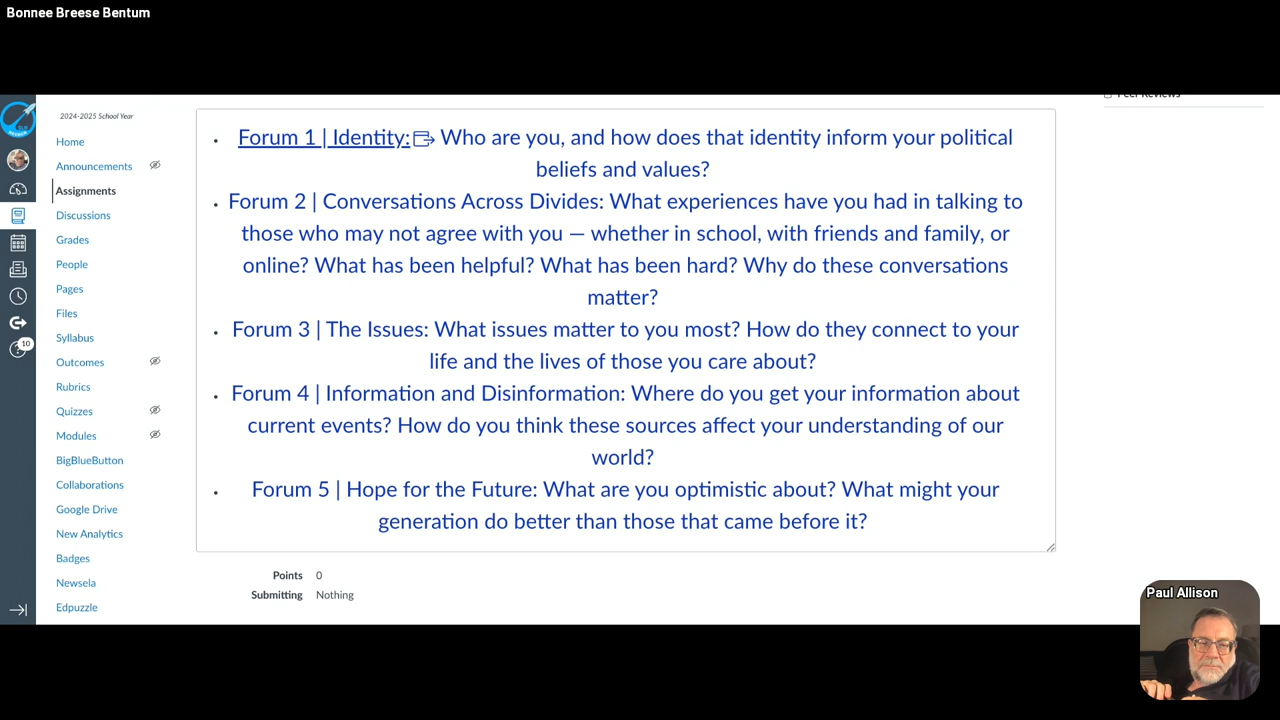 Bonnee Breese Bentum
Peer Reviews
2024-2025 School Year
Home
Announcements
Assignments
Discussions
Grades
People
Pages
Files
Syllabus
Outcomes
Rubrics
Quizzes
Modules
BigBlueButton
Collaborations
Google Drive
New Analytics
Badges
Newsela
Edpuzzle
10
Forum 1 | Identity: Who are you, and how does that identity inform your political
beliefs and values?
Forum 2 | Conversations Across Divides: What experiences have you had in talking to
those who may not agree with you — whether in school, with friends and family, or
online? What has been helpful? What has been hard? Why do these conversations
matter?
Forum 3 | The Issues: What issues matter to you most? How do they connect to your
life and the lives of those you care about?
Forum 4 | Information and Disinformation: Where do you get your information about
current events? How do you think these sources affect your understanding of our
world?
Forum 5 | Hope for the Future: What are you optimistic about? What might your
generation do better than those that came before it?
Points 0
Submitting Nothing
Paul Allison